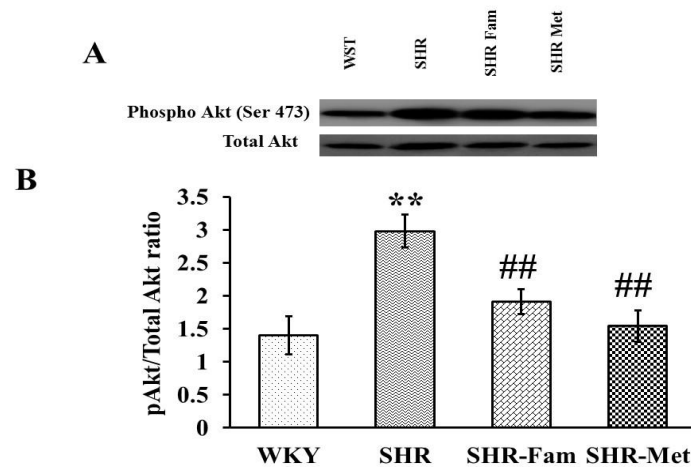 A
WST
SHR
SHR Fam
SHR Met
Phospho Akt (Ser 473)
Total Akt
B
pAkt/Total Akt ratio
3.5
3
2.5
2
1.5
1
0.5
0
**
##
##
WKY
SHR
SHR-Fam
SHR-Met